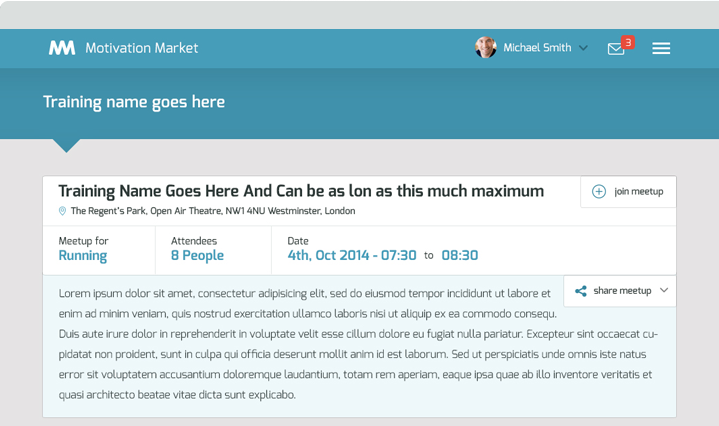 Motivation Market
Michael Smith
3
Training name goes here
Training Name Goes Here And Can be as lon as this much maximum
join meetup
The Regent's Park, Open Air Theatre, NW1 4NU Westminster, London
Meetup for
Running
Attendees
8 People
Date
4th, Oct 2014 - 07:30 to 08:30
share meetup
Lorem ipsum dolor sit amet, consectetur adipisicing elit, sed do eiusmod tempor incididunt ut labore et
enim ad minim veniam, quis nostrud exercitation ullamco laboris nisi ut aliquip ex ea commodo consequ.
Duis aute irure dolor in reprehenderit in voluptate velit esse cillum dolore eu fugiat nulla pariatur. Excepteur sint occaecat cu-
pidatat non proident, sunt in culpa qui officia deserunt mollit anim id est laborum. Sed ut perspiciatis unde omnis iste natus
error sit voluptatem accusantium doloremque laudantium, totam rem aperiam, eaque ipsa quae ab illo inventore veritatis et
quasi architecto beatae vitae dicta sunt explicabo.